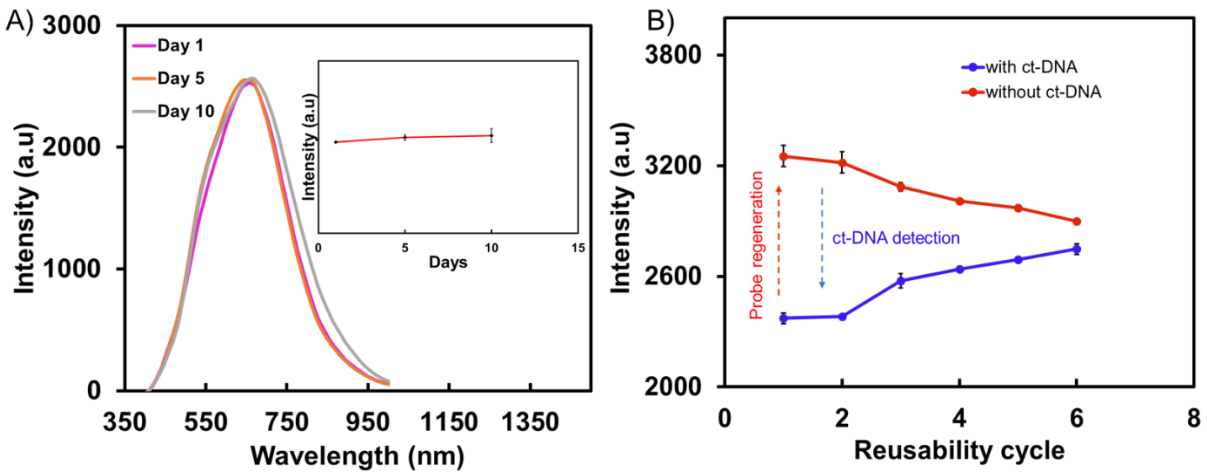 A)
Day 1
Day 5
Day 10
3000
2000
1000
0
Intensity (a.u)
350 550 750 950 1150 1350
Wavelength (nm)
Intensity (a.u)
0 5 10 15
Days
B)
3800
3200
2600
2000
Intensity (a.u)
with ct-DNA
without ct-DNA
Probe regeneration
ct-DNA detection
0 2 4 6 8
Reusability cycle